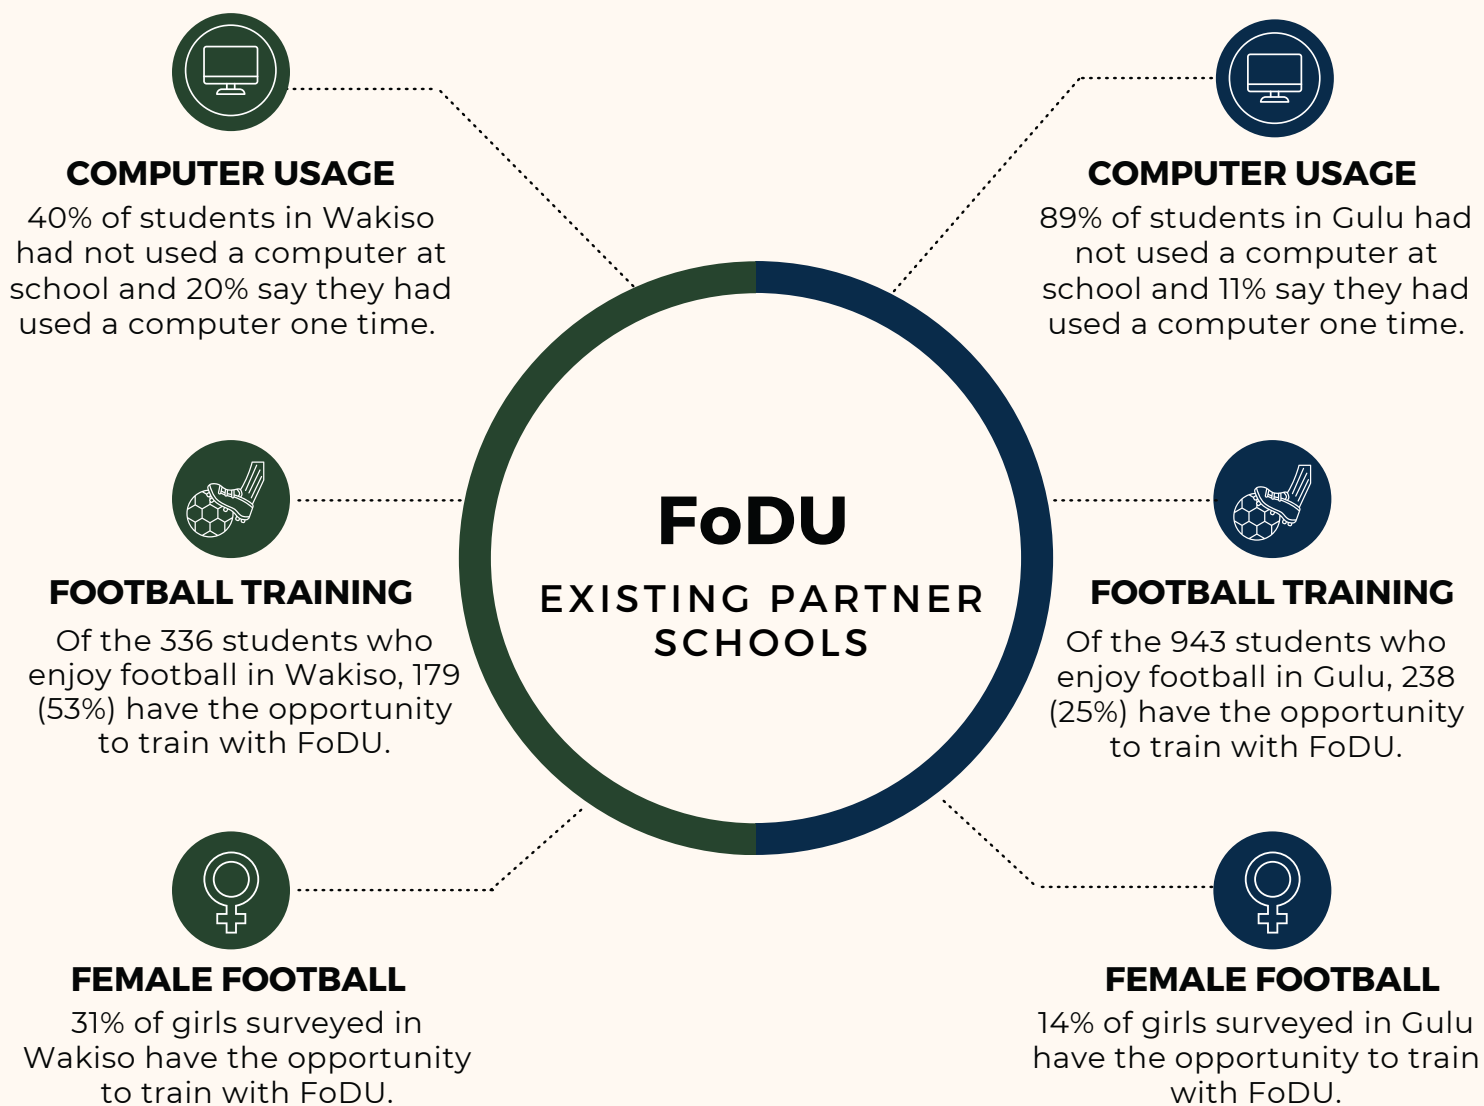 COMPUTER USAGE
40% of students in Wakiso
had not used a computer at
school and 20% say they had
used a computer one time.
FOOTBALL TRAINING
Of the 336 students who
enjoy football in Wakiso, 179
(53%) have the opportunity
to train with FoDU.
FEMALE FOOTBALL
31% of girls surveyed in
Wakiso have the opportunity
to train with FoDU.
FoDU
EXISTING PARTNER
SCHOOLS
COMPUTER USAGE
89% of students in Gulu had
not used a computer at
school and 11% say they had
used a computer one time.
FOOTBALL TRAINING
Of the 943 students who
enjoy football in Gulu, 238
(25%) have the opportunity
to train with FoDU.
FEMALE FOOTBALL
14% of girls surveyed in Gulu
have the opportunity to train
with FoDU.